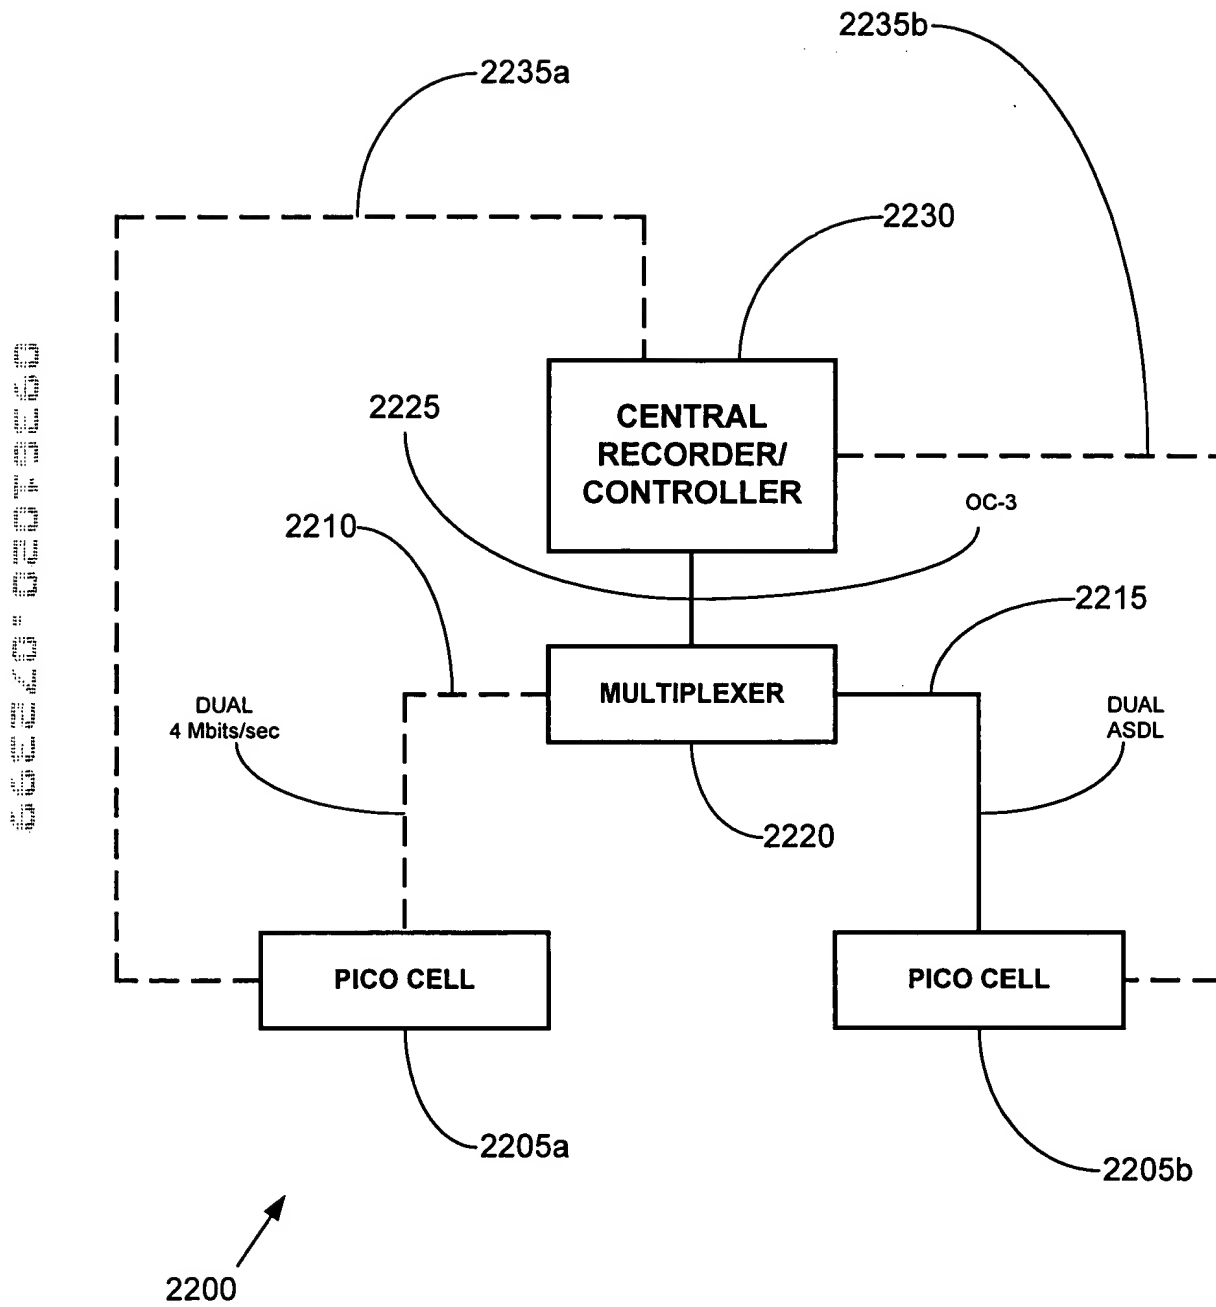 2235b
2235a
2230
2225
CENTRAL
RECORDER/
CONTROLLER
OC-3
2210
2215
MULTIPLEXER
DUAL
4 Mbits/sec
DUAL
ASDL
2220
PICO CELL
PICO CELL
2205a
2205b
2200